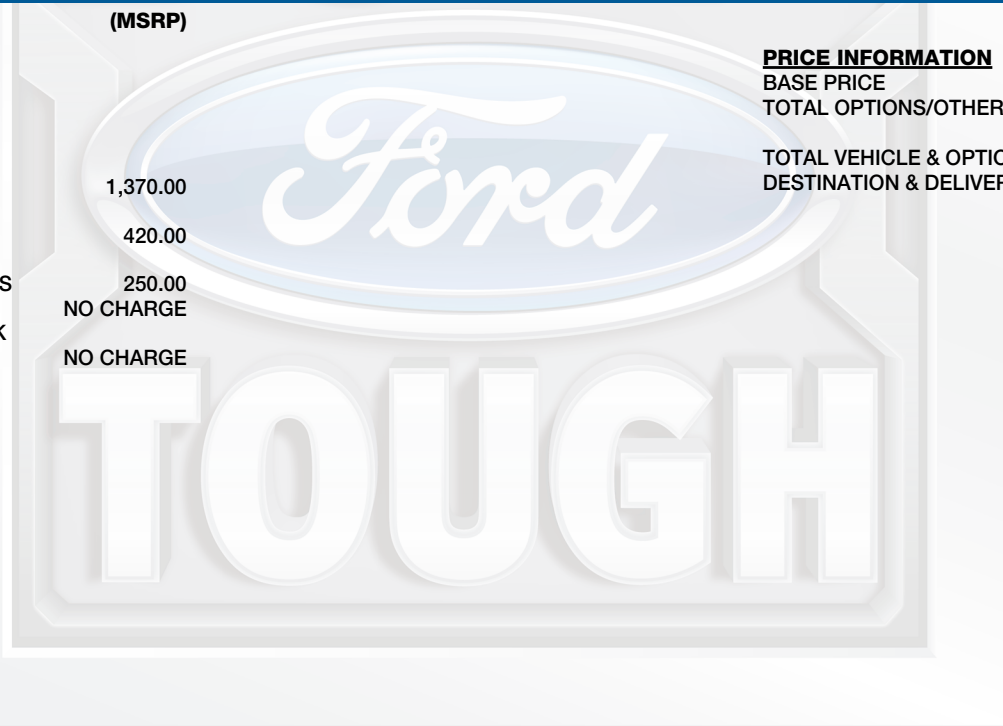 (MSRP)
1,370.00
420.00
S 250.00
NO CHARGE
K
NO CHARGE
PRICE INFORMATION
BASE PRICE
TOTAL OPTIONS/OTHER
TOTAL VEHICLE & OPTIO
DESTINATION & DELIVER
Ford
TOUGH